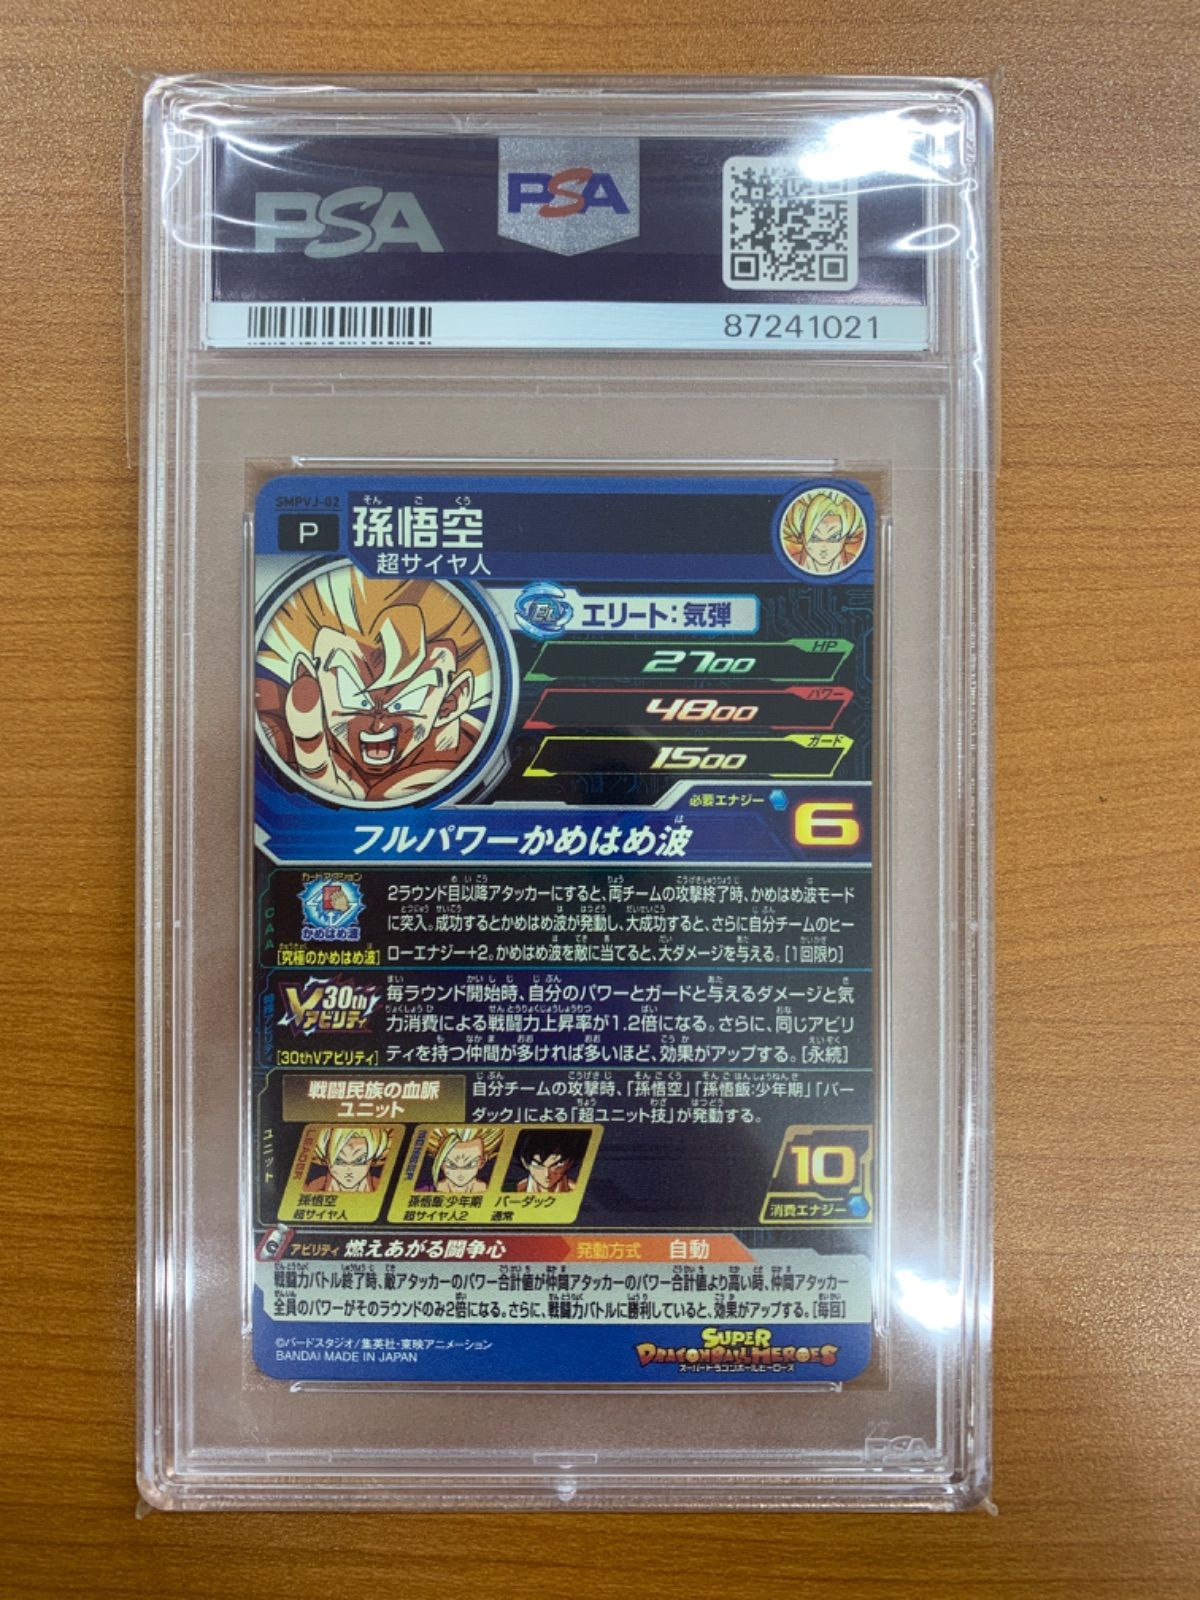 PSA
PSA
87241021
SMPVJ-02
P
そん ご くう
孫悟空
超サイヤ人
エリート:気弾
HP
2700
パワー
4800
ガード
1500
必要エナジー
6
は
フルパワーかめはめ波
カードアクション
かめはめ波
[究極のかめはめ波]
CAA
2ラウンド目以降アタッカーにすると、両チームの攻撃終了時、かめはめ波モード
に突入。成功するとかめはめ波が発動し、大成功すると、さらに自分チームのヒー
ローエナジー+2。かめはめ波を敵に当てると、大ダメージを与える。[1回限り]
30th
Vアビリティ
[30thVアビリティ]
毎ラウンド開始時、自分のパワーとガードと与えるダメージと気
力消費による戦闘力上昇率が1.2倍になる。さらに、同じアビリ
ティを持つ仲間が多ければ多いほど、効果がアップする。[永続]
ユニット
戦闘民族の血脈
ユニット
自分チームの攻撃時、「孫悟空」「孫悟飯:少年期」「バー
ダック」による「超ユニット技」が発動する。
LEADER
孫悟空
超サイヤ人
MEMBER
孫悟飯:少年期
超サイヤ人2
バーダック
通常
10
消費エナジー
アビリティ 燃えあがる闘争心 発動方式 自動
戦闘力バトル終了時、敵アタッカーのパワー合計値が仲間アタッカーのパワー合計値より高い時、仲間アタッカー
全員のパワーがそのラウンドのみ2倍になる。さらに、戦闘力バトルに勝利していると、効果がアップする。[毎回]
©バードスタジオ/集英社・東映アニメーション
BANDAI MADE IN JAPAN
SUPER
DRAGONBALL HEROES
スーパードラゴンボールヒーローズ
PSA